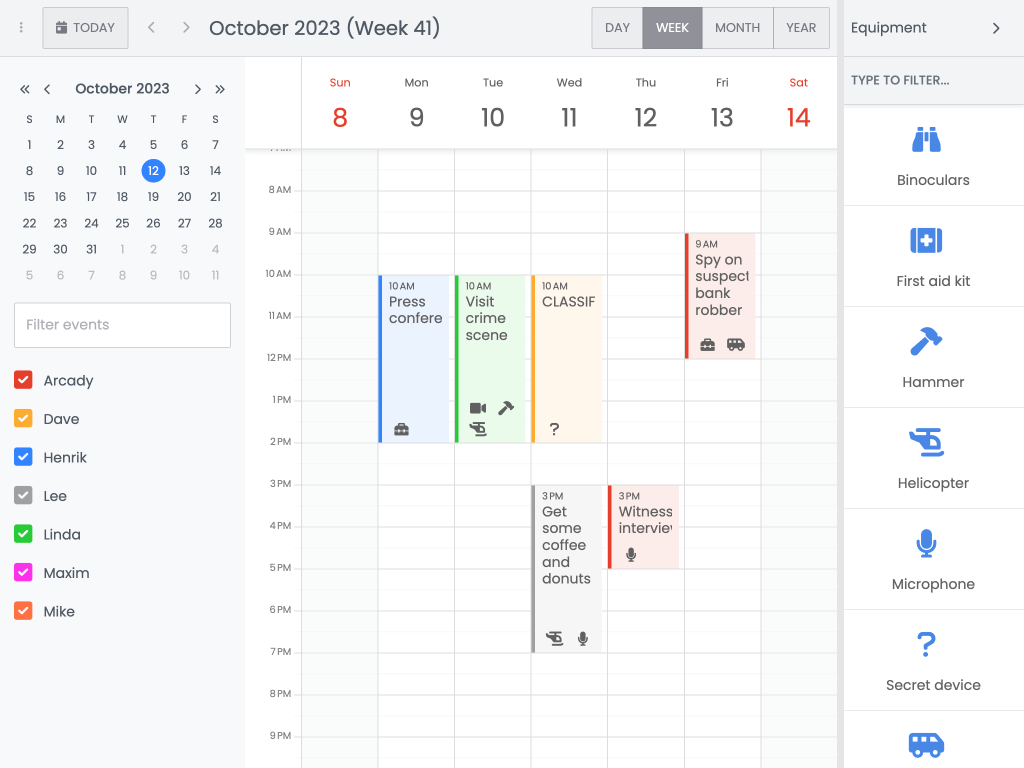 TODAY
October 2023 (Week 41)
DAY WEEK MONTH YEAR
Equipment
TYPE TO FILTER...
October 2023
S M T W T F S
1 2 3 4 5 6 7
8 9 10 11 12 13 14
15 16 17 18 19 20 21
22 23 24 25 26 27 28
29 30 31 1 2 3 4
5 6 7 8 9 10 11
Filter events
Arcady
Dave
Henrik
Lee
Linda
Maxim
Mike
Sun Mon Tue Wed Thu Fri Sat
8 9 10 11 12 13 14
8 AM
9 AM
10 AM
11 AM
12 PM
1 PM
2 PM
3 PM
4 PM
5 PM
6 PM
7 PM
8 PM
9 PM
10 AM
Press
confere
10 AM
Visit
crime
scene
10 AM
CLASSIF
?
3 PM
Get
some
coffee
and
donuts
3 PM
Witness
intervie
9 AM
Spy on
suspect
bank
robber
Binoculars
First aid kit
Hammer
Helicopter
Microphone
?
Secret device